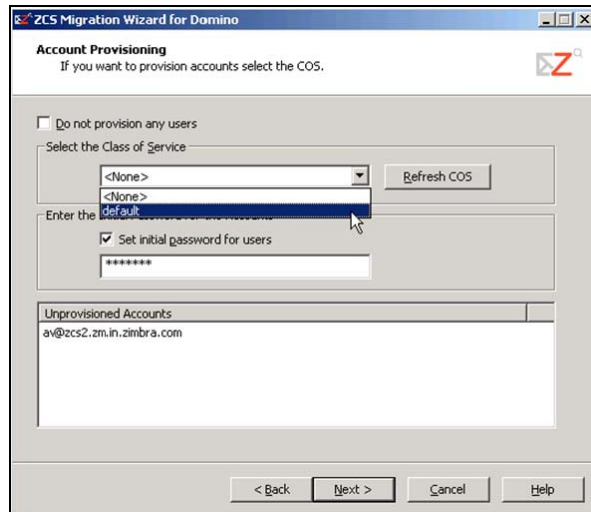 ZCS Migration Wizard for Domino
Account Provisioning
If you want to provision accounts select the COS.
Do not provision any users
Select the Class of Service
<None>
Refresh COS
<None>
default
Enter the
Set initial password for users
*******
Unprovisioned Accounts
av@zcs2.zm.in.zimbra.com
< Back
Next >
Cancel
Help